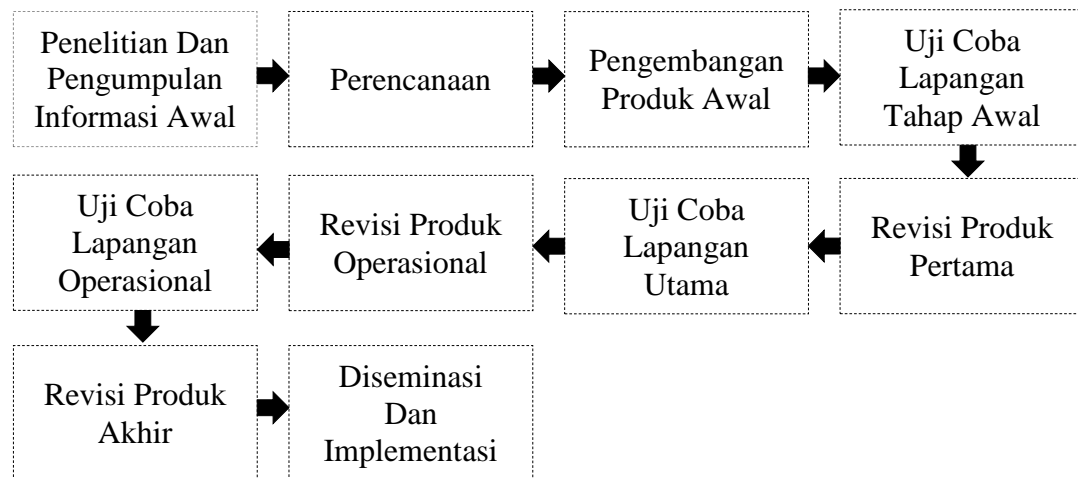 Penelitian Dan
Pengumpulan
Informasi Awal
Perencanaan
Pengembangan
Produk Awal
Uji Coba
Lapangan
Tahap Awal
Revisi Produk
Pertama
Uji Coba
Lapangan
Utama
Revisi Produk
Operasional
Uji Coba
Lapangan
Operasional
Revisi Produk
Akhir
Diseminasi
Dan
Implementasi